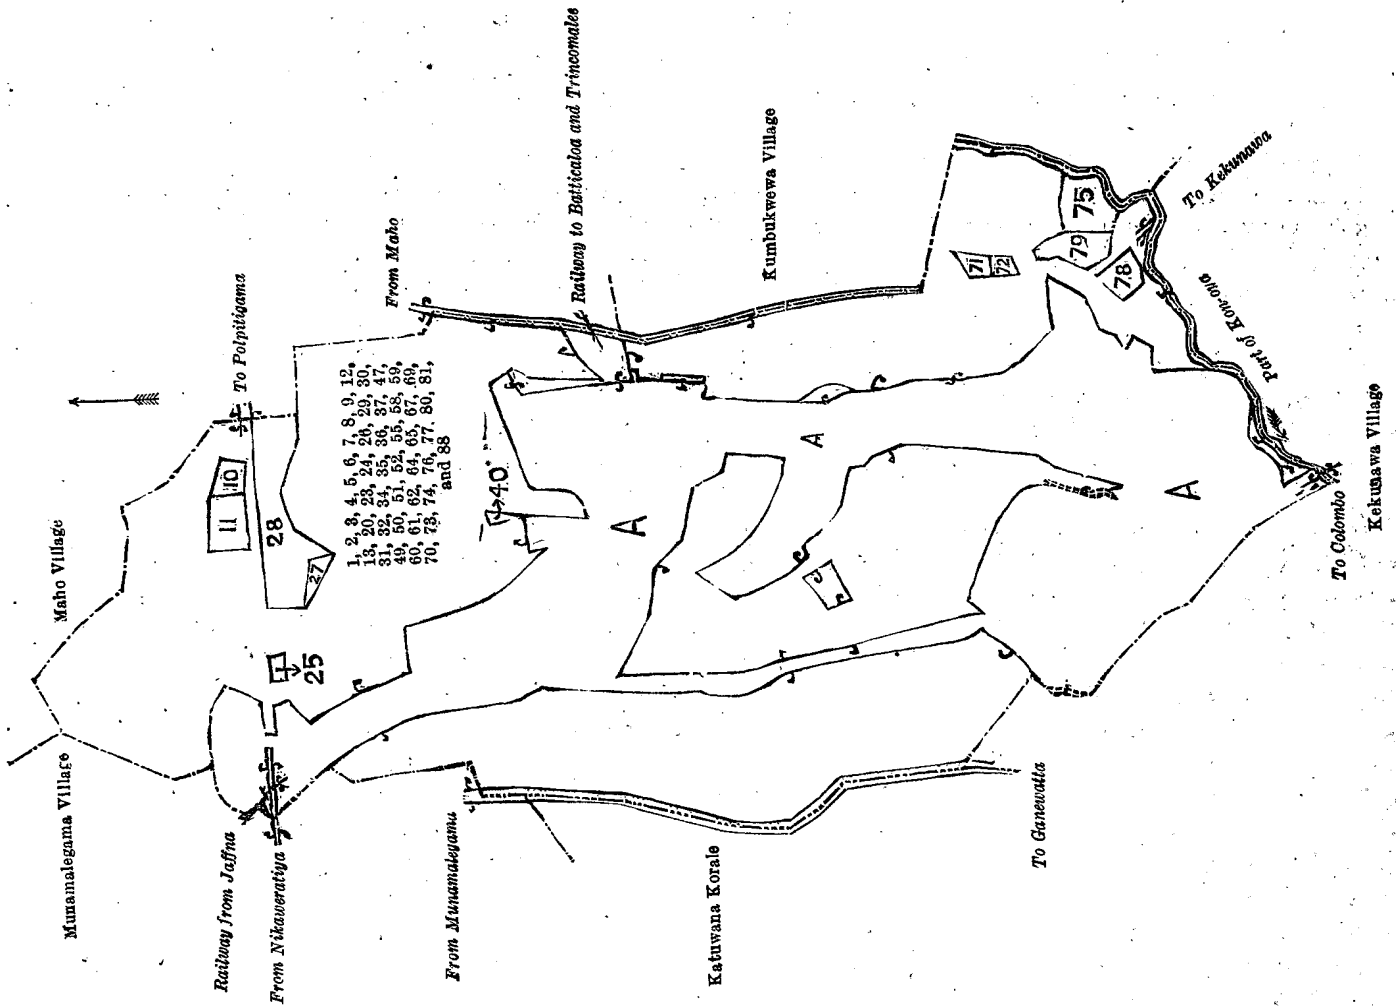 Munamalegama Village
Maho Village
Railway from Jaffna
From Nikaweratiya
To Polpitigama
11
10
28
27
25
1, 2, 3, 4, 5, 6, 7, 8, 9, 12,
13, 20, 23, 24, 26, 29, 30,
31, 32, 34, 35, 36, 37, 47,
49, 50, 51, 52, 55, 58, 59,
60, 61, 62, 64, 65, 67, 69,
70, 73, 74, 76, 77. 80, 81,
and 88
From Maho
From Munamalegama
40
Railway to Batticaloa and Trincomalee
A
Katuwana Korale
Kumbukwewa Village
A
71
72
79
75
78
To Ganewatta
To Kekunawa
Part of Kon-oya
A
To Colombo
Kekunawa Village